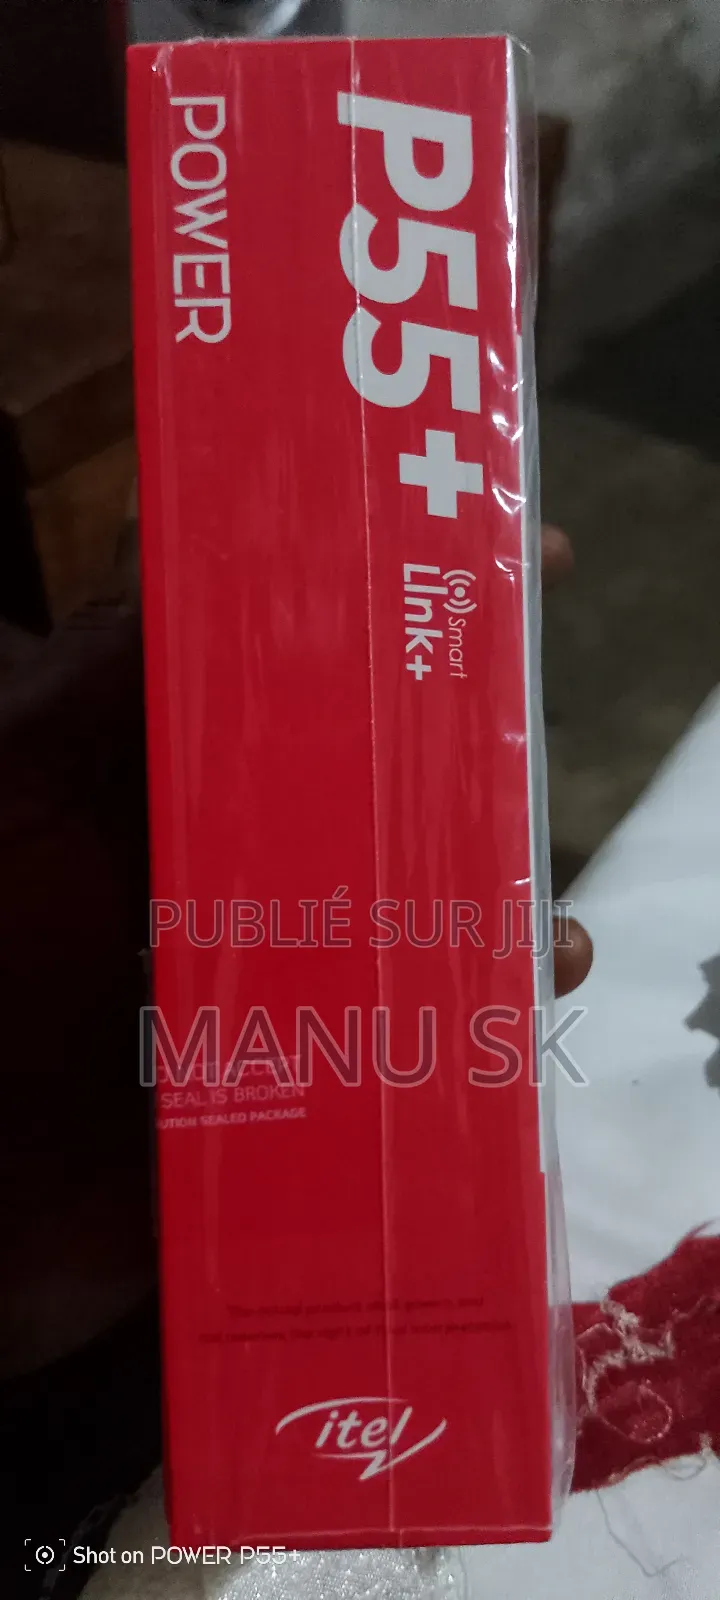 P55+
Smart
LInk+
POWER
PUBLIÉ SUR JIJI
MANU SK
ACCEPT
SEAL IS BROKEN
SEALED PACKAGE
itel
Shot on POWER P55+